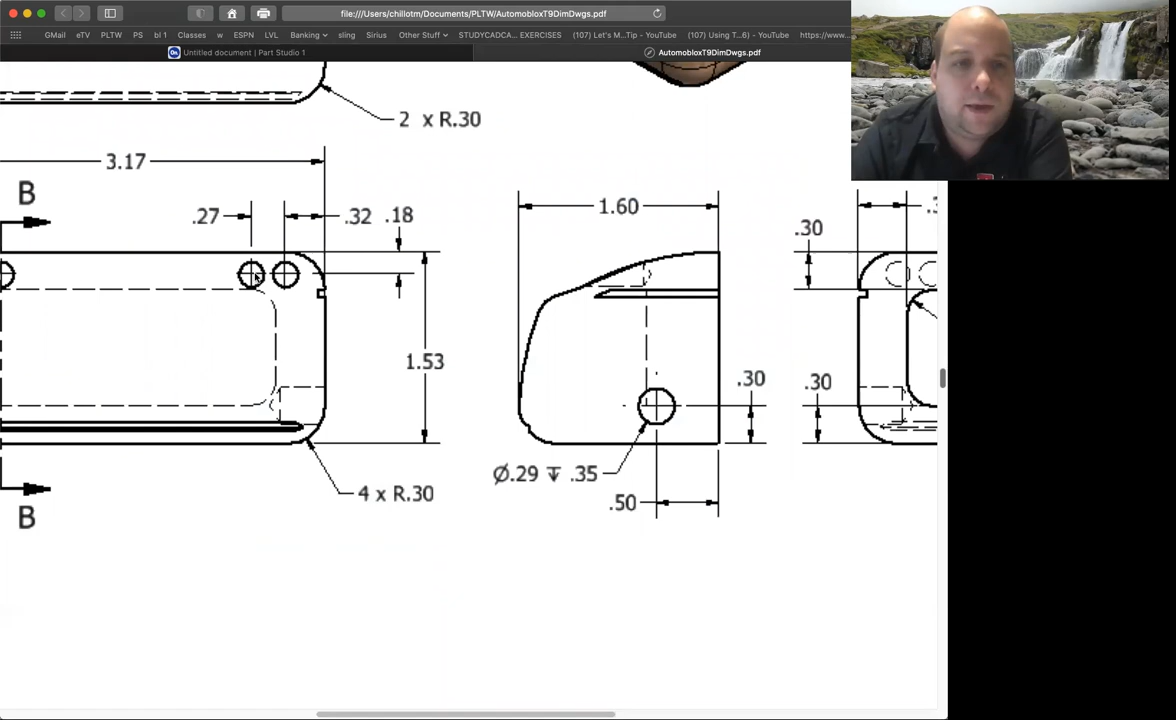 file:///Users/chillotm/Documents/PLTW/AutomobloxT9DimDwgs.pdf
GMail eTV PLTW PS bl 1 Classes w ESPN LVL Banking sling Sirius Other Stuff STUDYCADCA... EXERCISES (107) Let's M...Tip - YouTube (107) Using T...6) - YouTube https://www...
On Untitled document | Part Studio 1
AutomobloxT9DimDwgs.pdf
2 x R.30
3.17
B
.27
.32
.18
1.60
.30
1.53
.30
.30
Ø.29 ↧ .35
4 x R.30
.50
B